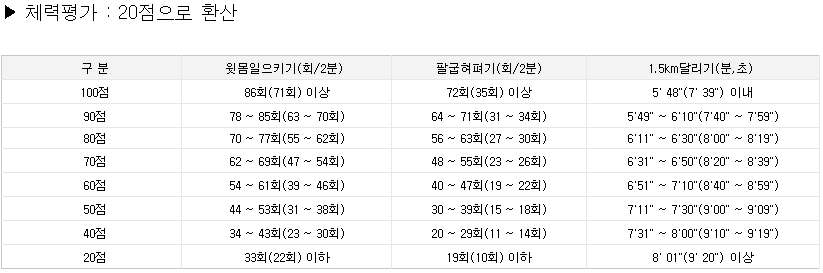 ▶ 체력평가 : 20점으로 환산
구 분 윗몸일으키기(회/2분) 팔굽혀펴기(회/2분) 1.5km달리기(분,초)
100점 86회(71회) 이상 72회(35회) 이상 5' 48"(7' 39") 이내
90점 78 ~ 85회(63 ~ 70회) 64 ~ 71회(31 ~ 34회) 5'49" ~ 6'10"(7'40" ~ 7'59")
80점 70 ~ 77회(55 ~ 62회) 56 ~ 63회(27 ~ 30회) 6'11" ~ 6'30"(8'00" ~ 8'19")
70점 62 ~ 69회(47 ~ 54회) 48 ~ 55회(23 ~ 26회) 6'31" ~ 6'50"(8'20" ~ 8'39")
60점 54 ~ 61회(39 ~ 46회) 40 ~ 47회(19 ~ 22회) 6'51" ~ 7'10"(8'40" ~ 8'59")
50점 44 ~ 53회(31 ~ 38회) 30 ~ 39회(15 ~ 18회) 7'11" ~ 7'30"(9'00" ~ 9'09")
40점 34 ~ 43회(23 ~ 30회) 20 ~ 29회(11 ~ 14회) 7'31" ~ 8'00"(9'10" ~ 9'19")
20점 33회(22회) 이하 19회(10회) 이하 8' 01"(9' 20") 이상